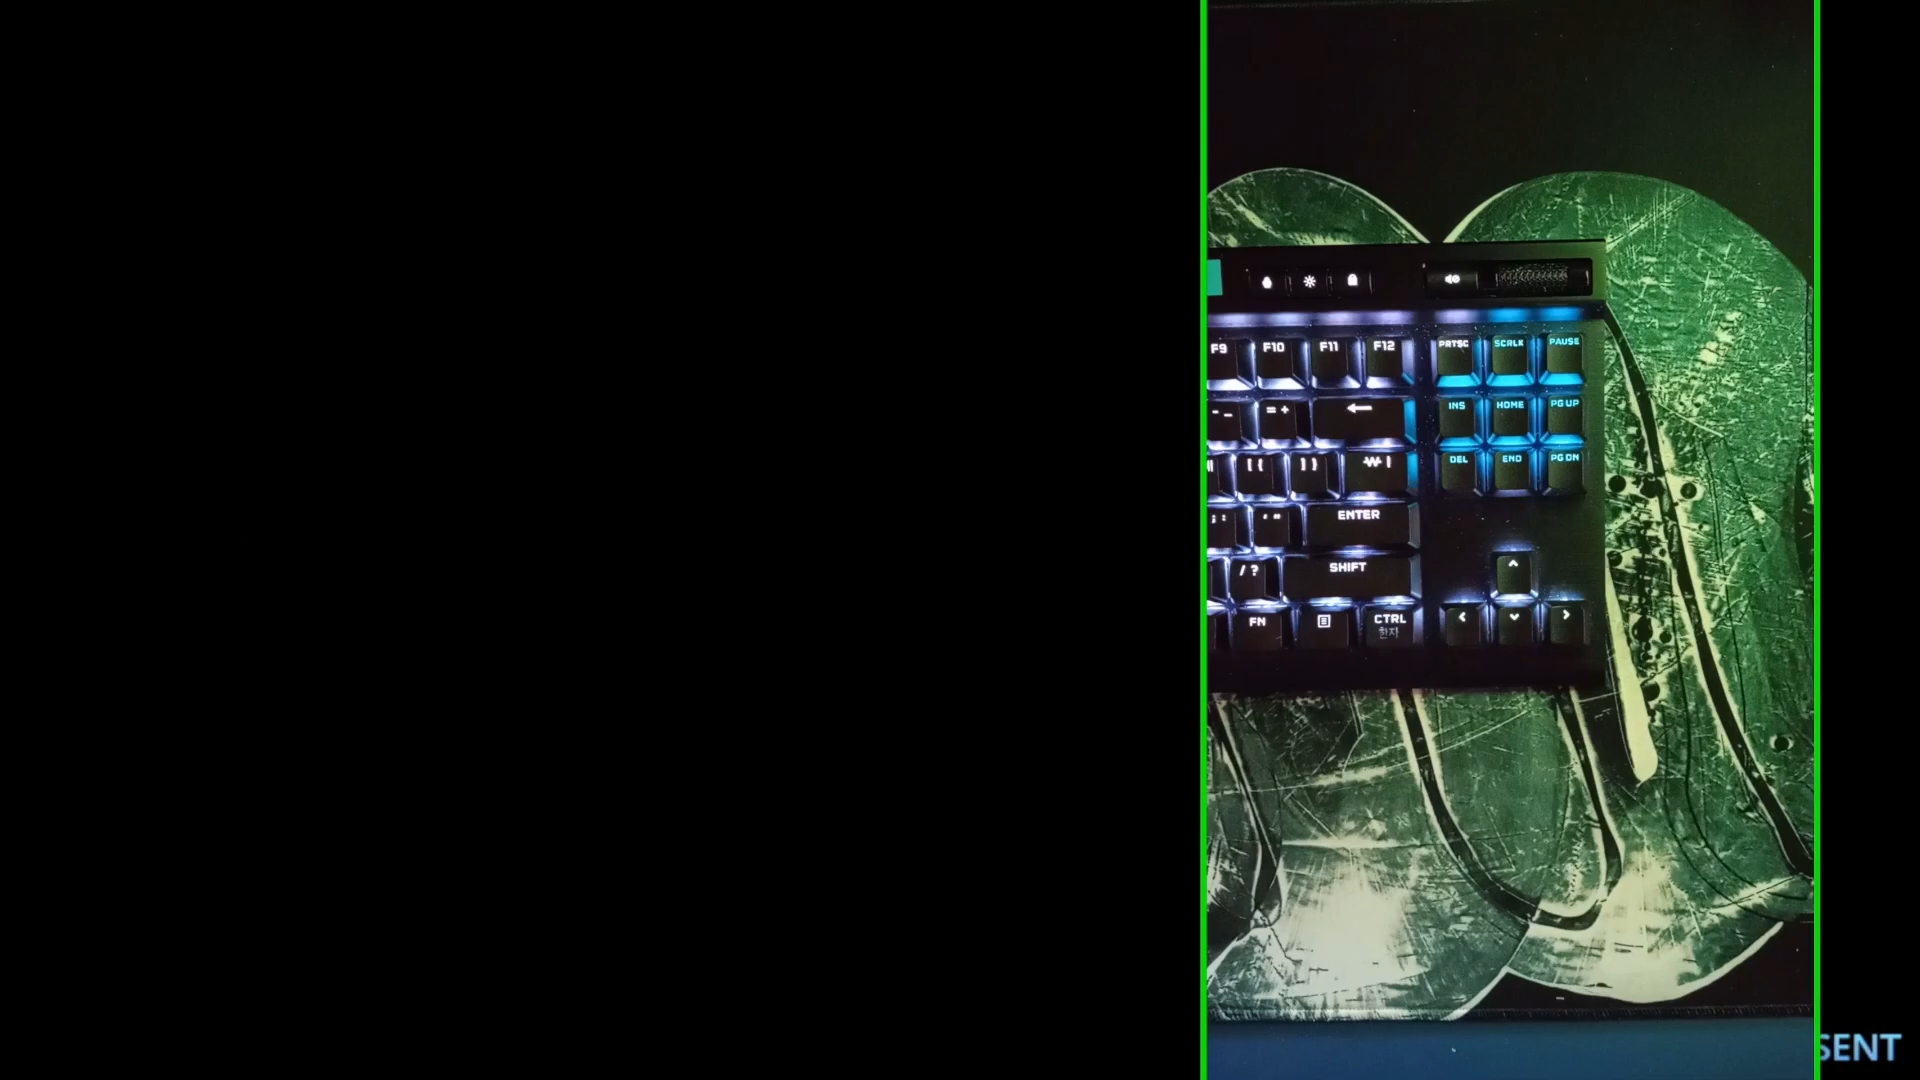 F9 F10 F11 F12 PRTSC SCRLK PAUSE
- _ = + ← INS HOME PG UP
[ { ] } ₩ | DEL END PG DN
; : ' " ENTER
/ ? SHIFT ^
FN CTRL < v >
한자
SENT